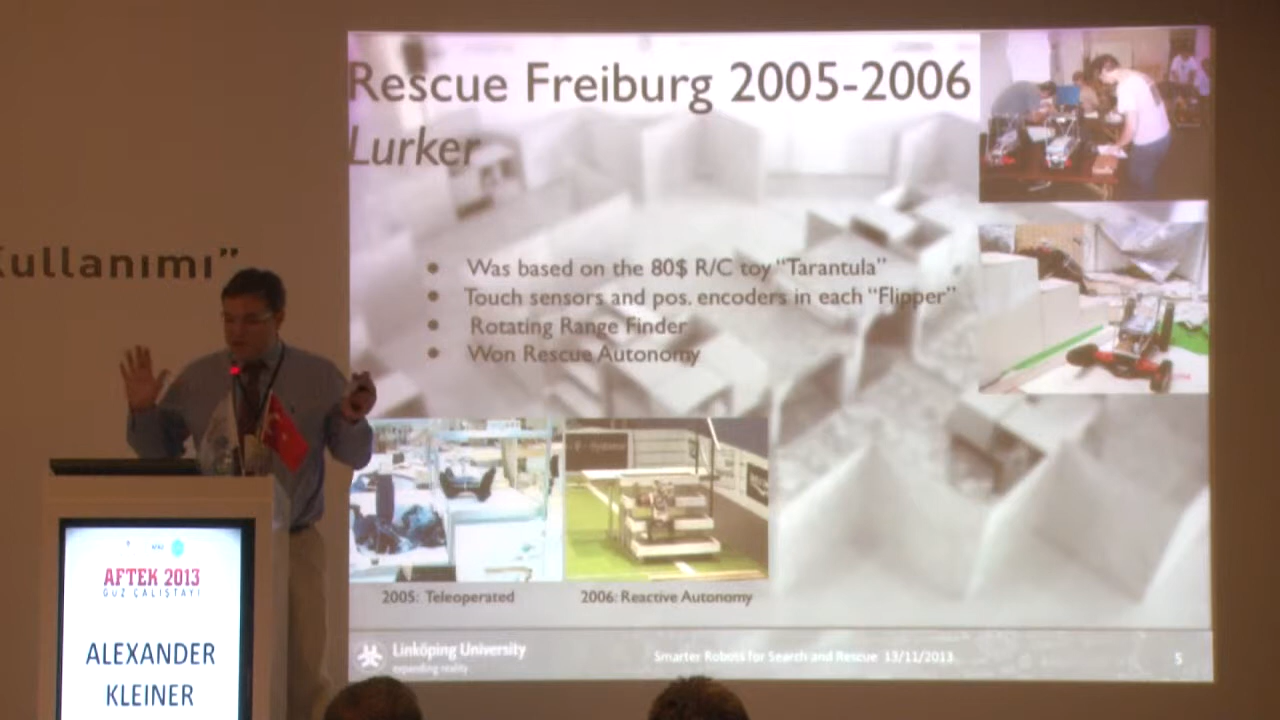 Rescue Freiburg 2005-2006
Lurker
Kullanımı”
• Was based on the 80$ R/C toy “Tarantula”
• Touch sensors and pos. encoders in each “Flipper”
• Rotating Range Finder
• Won Rescue Autonomy
2005: Teleoperated
2006: Reactive Autonomy
Linköping University
expanding reality
Smarter Robots for Search and Rescue 13/11/2013
5
AFTEK 2013
GÜZ ÇALIŞTAYI
ALEXANDER
KLEINER